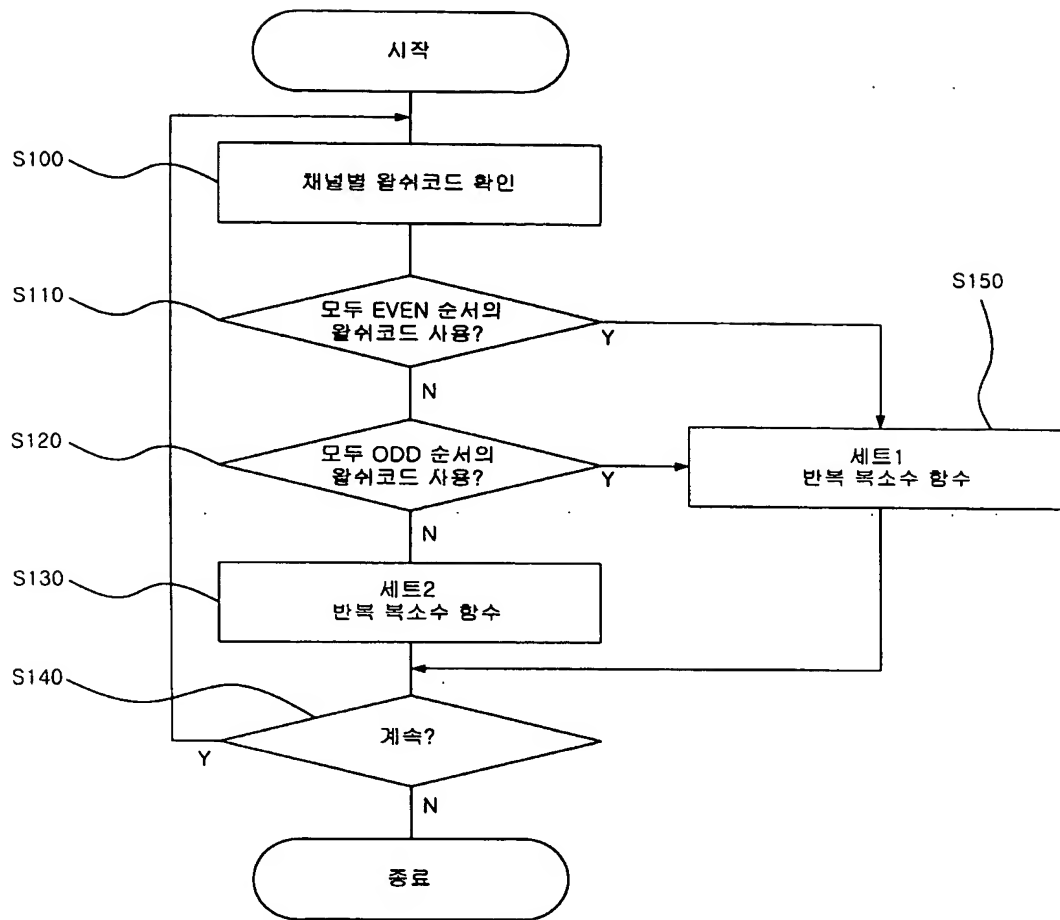 시작
S100
채널별 왈쉬코드 확인
S110
모두 EVEN 순서의
왈쉬코드 사용?
Y
S150
N
S120
모두 ODD 순서의
왈쉬코드 사용?
Y
세트1
반복 복소수 함수
N
S130
세트2
반복 복소수 함수
S140
계속?
Y
N
종료